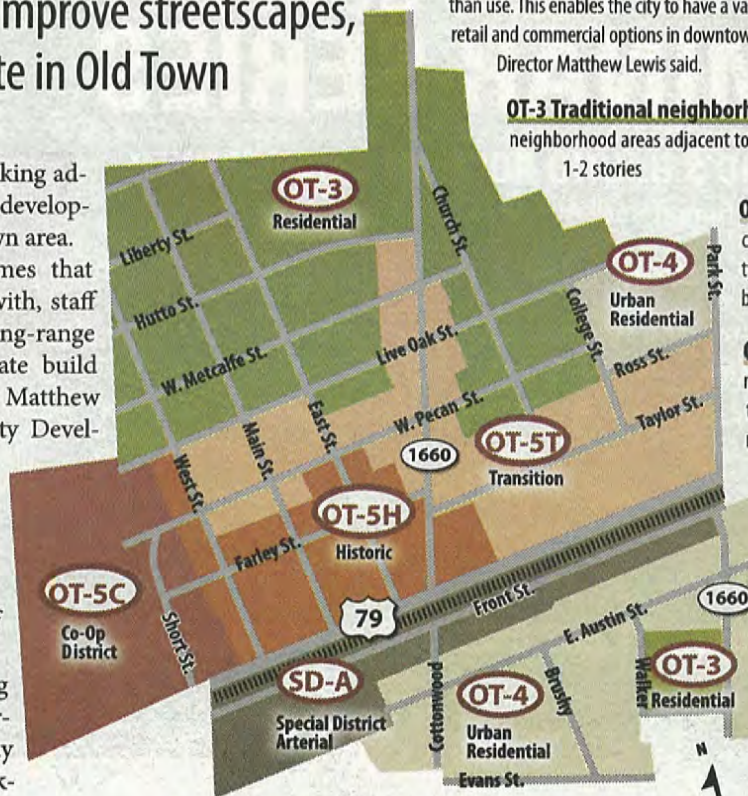 mprove streetscapes,
te in Old Town
than use. This enables the city to have a va
retail and commercial options in downtow
Director Matthew Lewis said.
OT-3 Traditional neighborh
neighborhood areas adjacent to
1-2 stories
king ad-
develop-
wn area.
mes that
with, staff
ng-range
ate build
Matthew
ty Devel-
OT-3
Residential
Church St.
Liberty St.
Hutto St.
W. Metcalfe St.
Live Oak St.
OT-4
Urban
Residential
Park St.
College St.
Ross St.
Taylor St.
East St.
Main St.
West St.
W. Pecan St.
1660
OT-5T
Transition
OT-5H
Historic
Farley St.
OT-5C
Co-Op
District
Short St.
79
Front St.
E. Austin St.
1660
SD-A
Special District
Arterial
Cottonwood
OT-4
Urban
Residential
Brushy
Walker
OT-3
Residential
Evans St.
N